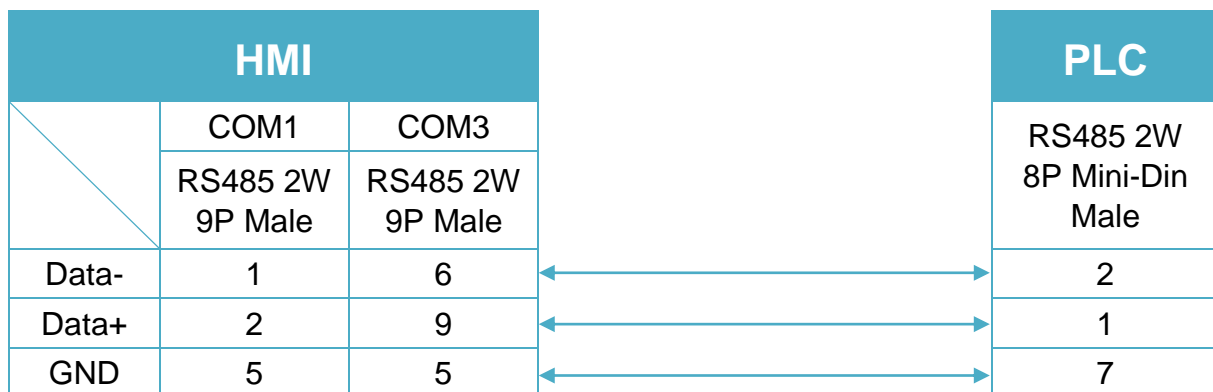 HMI
PLC
COM1 COM3
RS485 2W
9P Male
RS485 2W
9P Male
RS485 2W
8P Mini-Din
Male
Data- 1 6 2
Data+ 2 9 1
GND 5 5 7